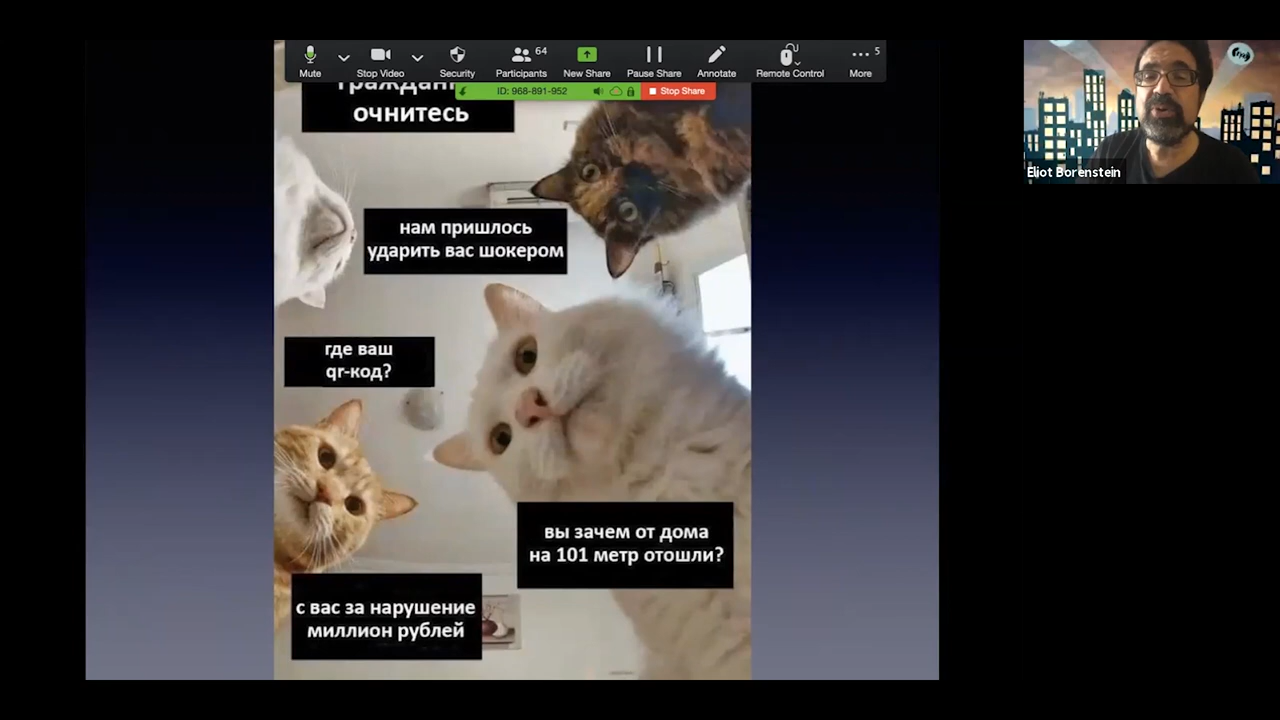 Mute
Stop Video
Security
Participants
64
New Share
Pause Share
Annotate
Remote Control
More
5
ID: 968-891-952
Stop Share
очнитесь
нам пришлось
ударить вас шокером
где ваш
qr-код?
вы зачем от дома
на 101 метр отошли?
с вас за нарушение
миллион рублей
Eliot Borenstein